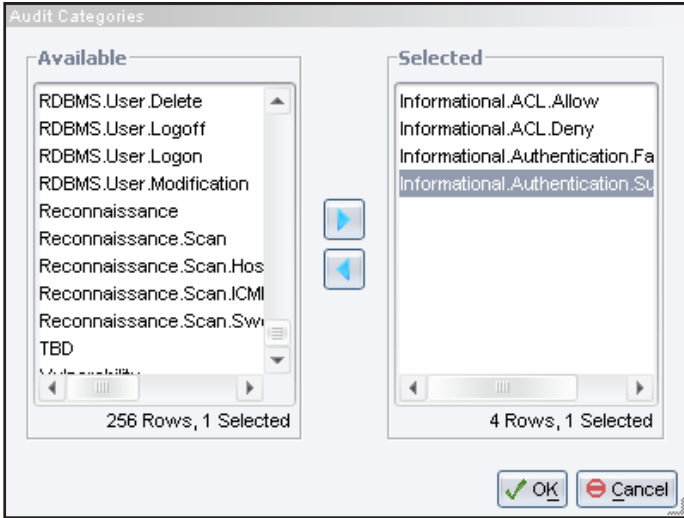 Audit Categories
Available
RDBMS.User.Delete
RDBMS.User.Logoff
RDBMS.User.Logon
RDBMS.User.Modification
Reconnaissance
Reconnaissance.Scan
Reconnaissance.Scan.Hos
Reconnaissance.Scan.ICMI
Reconnaissance.Scan.Swe
TBD
256 Rows, 1 Selected
Selected
Informational.ACL.Allow
Informational.ACL.Deny
Informational.Authentication.Fa
Informational.Authentication.Su
4 Rows, 1 Selected
OK
Cancel